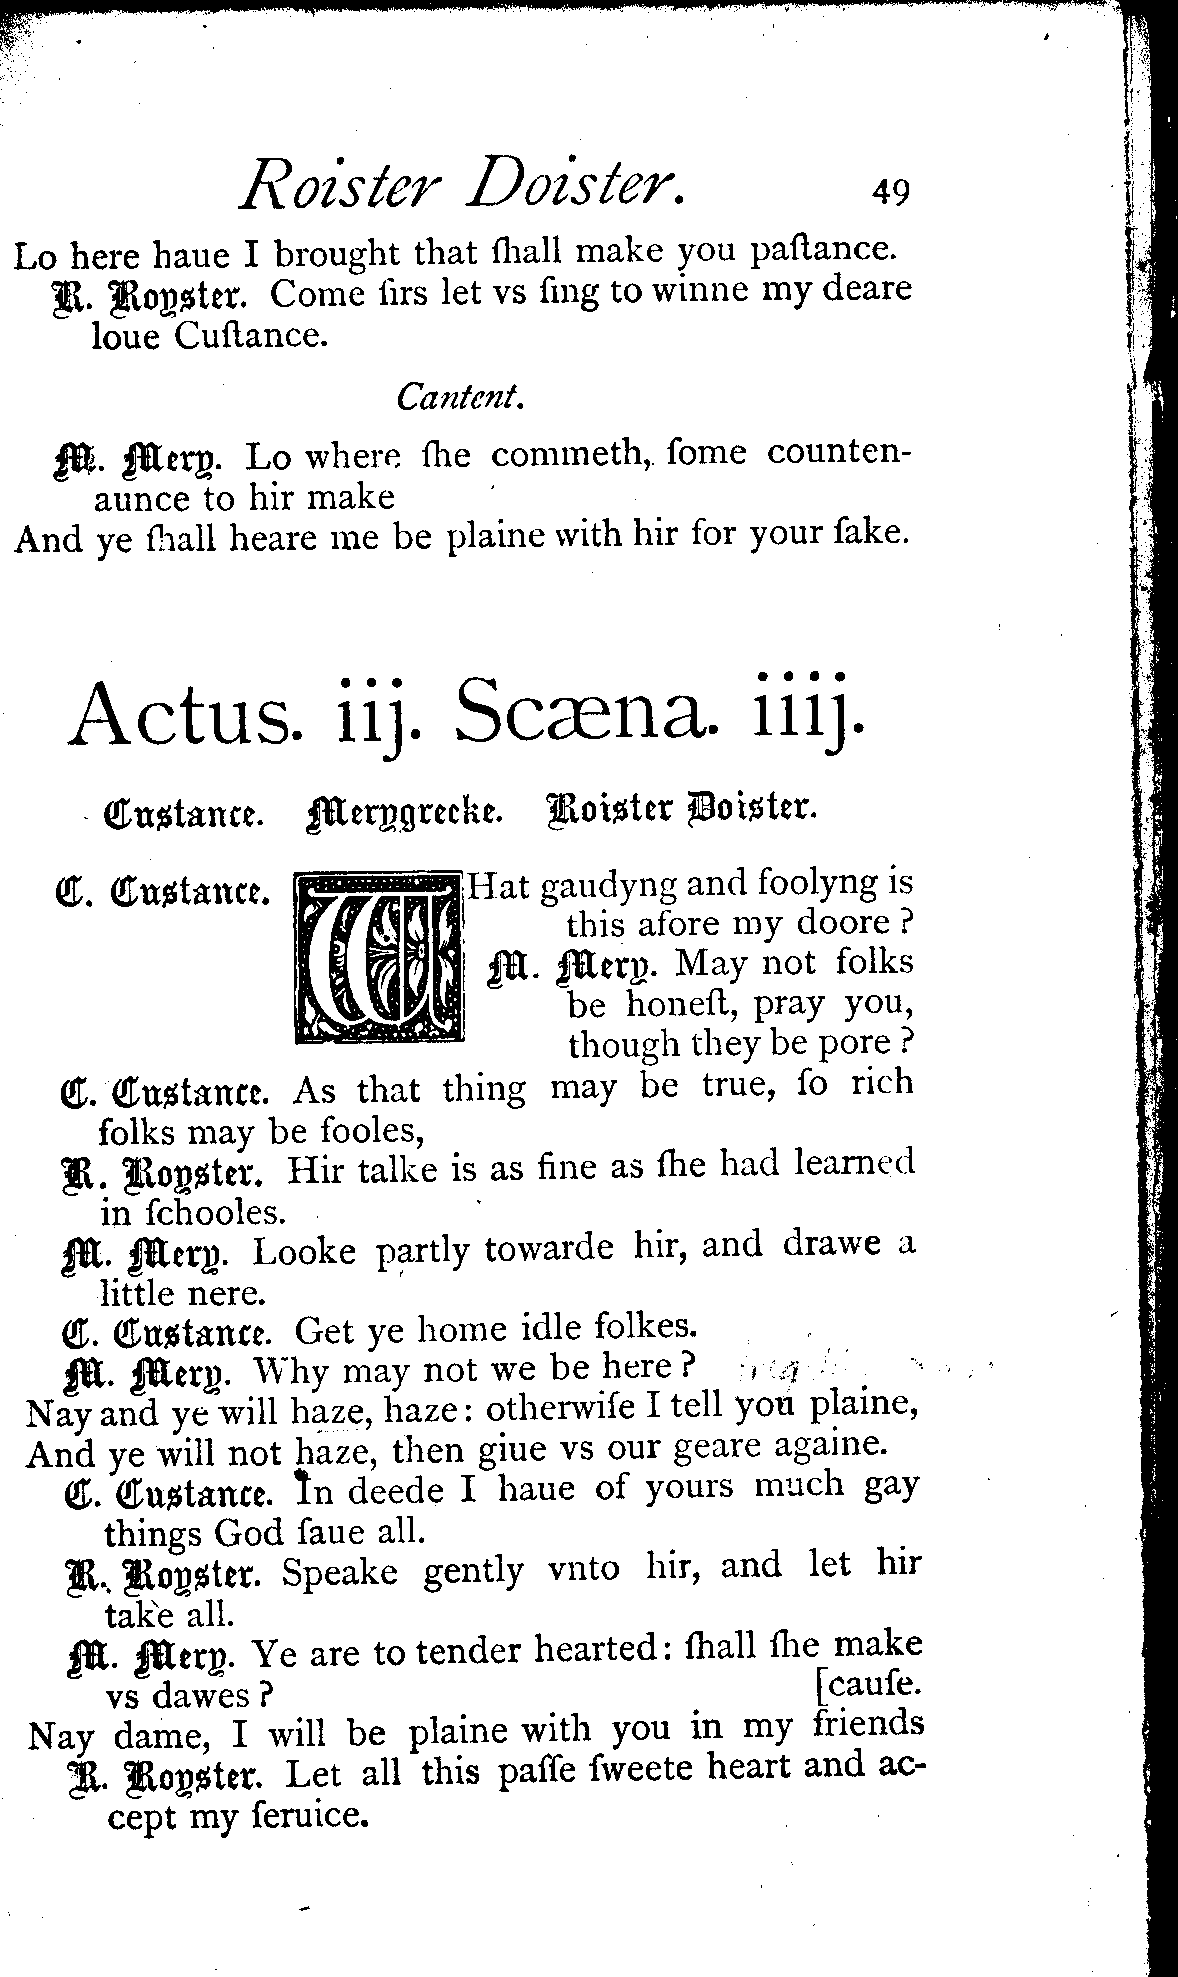 Roister Doister. 49
Lo here haue I brought that ſhall make you paſtance.
R. Royster. Come ſirs let vs ſing to winne my deare
loue Cuſtance.
Cantent.
M. Mery. Lo where ſhe commeth, ſome counten-
aunce to hir make
And ye ſhall heare me be plaine with hir for your ſake.
Actus. iij. Scæna. iiij.
Custance. Merygrecke. Roister Doister.
C. Custance. WHat gaudyng and foolyng is
this afore my doore?
M. Mery. May not folks
be honeſt, pray you,
though they be pore?
C. Custance. As that thing may be true, ſo rich
folks may be fooles,
R. Royster. Hir talke is as fine as ſhe had learned
in ſchooles.
M. Mery. Looke partly towarde hir, and drawe a
little nere.
C. Custance. Get ye home idle folkes.
M. Mery. Why may not we be here?
Nay and ye will haze, haze: otherwiſe I tell you plaine,
And ye will not haze, then giue vs our geare againe.
C. Custance. In deede I haue of yours much gay
things God ſaue all.
R. Royster. Speake gently vnto hir, and let hir
take all.
M. Mery. Ye are to tender hearted: ſhall ſhe make
vs dawes? [cauſe.
Nay dame, I will be plaine with you in my friends
R. Royster. Let all this paſſe ſweete heart and ac-
cept my ſeruice.